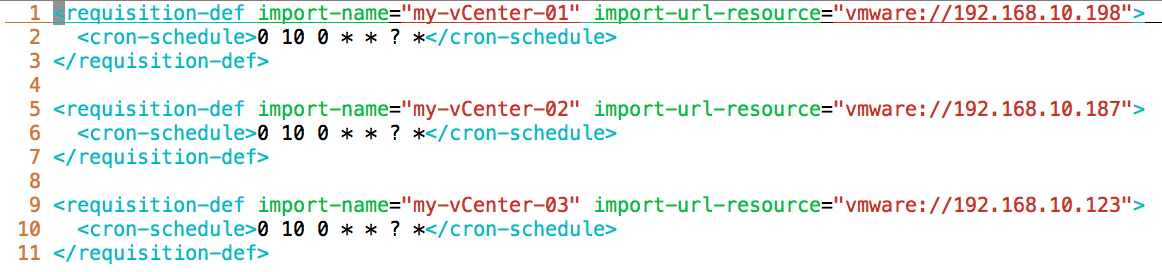 1 <requisition-def import-name="my-vCenter-01" import-url-resource="vmware://192.168.10.198">
2   <cron-schedule>0 10 0 * * ? *</cron-schedule>
3 </requisition-def>
4
5 <requisition-def import-name="my-vCenter-02" import-url-resource="vmware://192.168.10.187">
6   <cron-schedule>0 10 0 * * ? *</cron-schedule>
7 </requisition-def>
8
9 <requisition-def import-name="my-vCenter-03" import-url-resource="vmware://192.168.10.123">
10   <cron-schedule>0 10 0 * * ? *</cron-schedule>
11 </requisition-def>